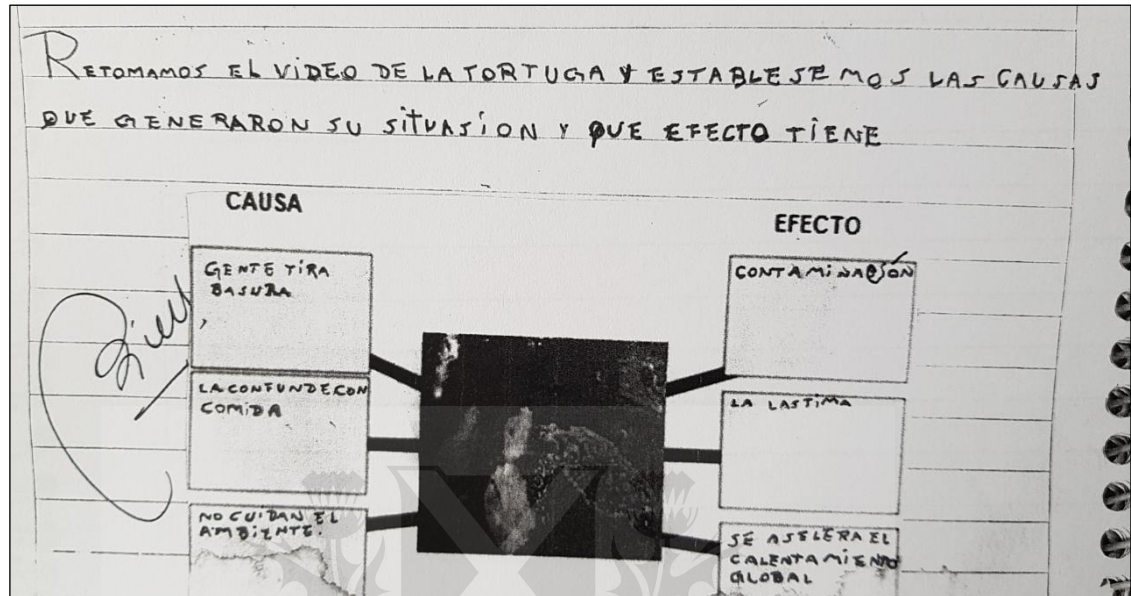 RETOMAMOS EL VIDEO DE LA TORTUGA Y ESTABLESEMOS LAS CAUSAS
QUE GENERARON SU SITUASION Y QUE EFECTO TIENE
CAUSA
EFECTO
GENTE TIRA
BASURA
LA CONFUNDE CON
COMIDA
NO CUIDAN EL
AMBIENTE.
CONTAMINACIÓN
LA LASTIMA
SE ASELERA EL
CALENTAMIENTO
GLOBAL